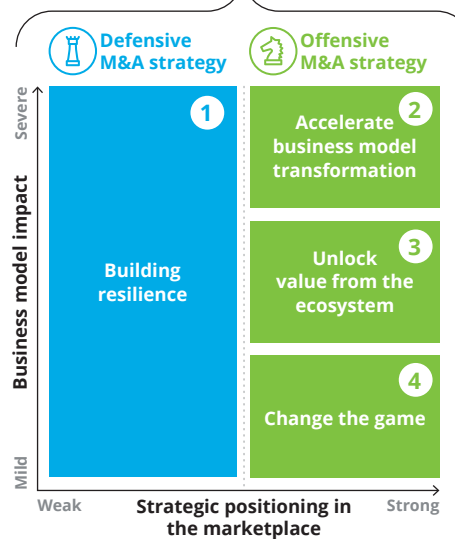 Defensive
M&A strategy
Offensive
M&A strategy
Severe
Business model impact
Mild
1
Building
resilience
2
Accelerate
business model
transformation
3
Unlock
value from the
ecosystem
4
Change the game
Weak
Strategic positioning in
the marketplace
Strong